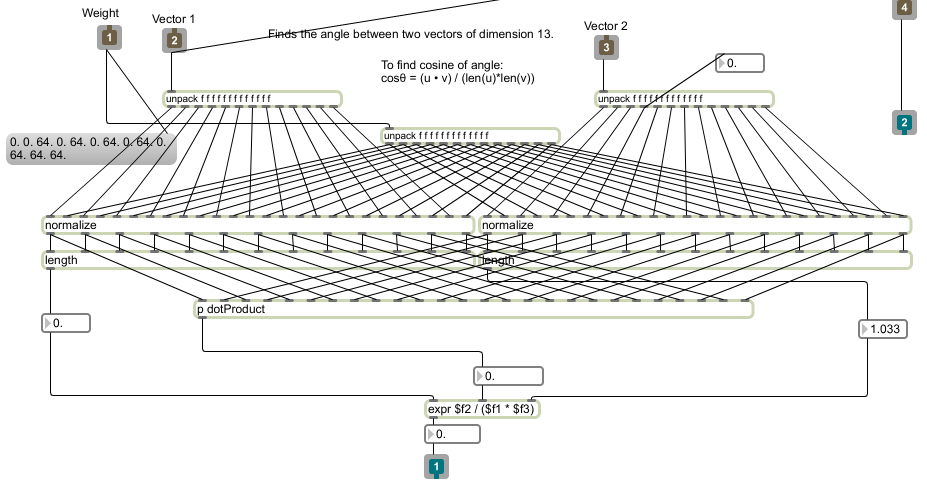 Weight
Vector 1
Vector 2
4
1
2
3
Finds the angle between two vectors of dimension 13.
To find cosine of angle:
cosθ = (u • v) / (len(u)*len(v))
0.
unpack f f f f f f f f f f f f f
unpack f f f f f f f f f f f f f
2
unpack f f f f f f f f f f f f f
0. 0. 64. 0. 64. 0. 64. 0. 64. 0.
64. 64. 64.
normalize
normalize
length
length
p dotProduct
0.
1.033
0.
expr $f2 / ($f1 * $f3)
0.
1